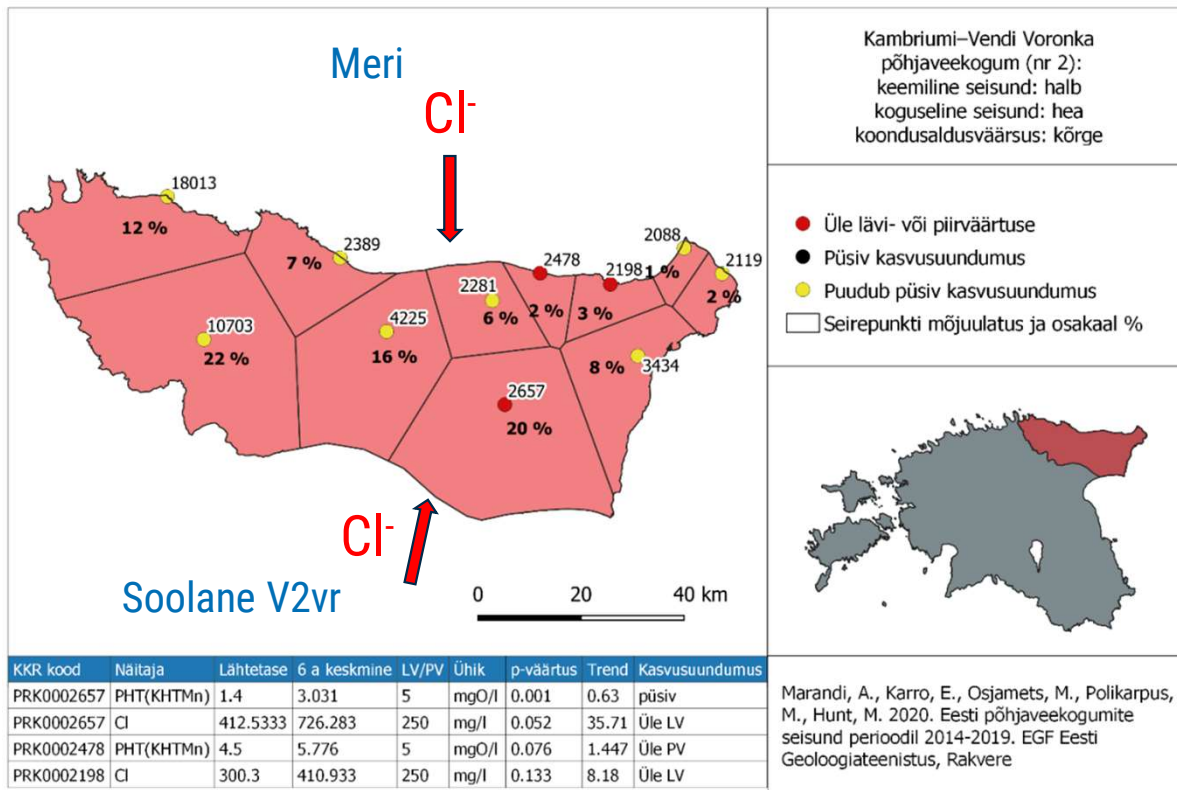 Meri
Cl-
18013
12 %
2389
7 %
2478
2088
2198
2119
1 %
2281
6 %
2 %
3 %
2 %
10703
22 %
4225
16 %
8 %
3434
2657
20 %
Cl-
Soolane V2vr
0 20 40 km
Kambriumi–Vendi Voronka
põhjaveekogum (nr 2):
keemiline seisund: halb
koguseline seisund: hea
koondusaldusväärsus: kõrge
Üle lävi- või piirväärtuse
Püsiv kasvusuundumus
Puudub püsiv kasvusuundumus
Seirepunkti mõjuulatus ja osakaal %
KKR kood Näitaja Lähtetase 6 a keskmine LV/PV Ühik p-väärtus Trend Kasvusuundumus
PRK0002657 PHT(KHTMn) 1.4 3.031 5 mgO/l 0.001 0.63 püsiv
PRK0002657 Cl 412.5333 726.283 250 mg/l 0.052 35.71 Üle LV
PRK0002478 PHT(KHTMn) 4.5 5.776 5 mgO/l 0.076 1.447 Üle PV
PRK0002198 Cl 300.3 410.933 250 mg/l 0.133 8.18 Üle LV
Marandi, A., Karro, E., Osjamets, M., Polikarpus,
M., Hunt, M. 2020. Eesti põhjaveekogumite
seisund perioodil 2014-2019. EGF Eesti
Geoloogiateenistus, Rakvere